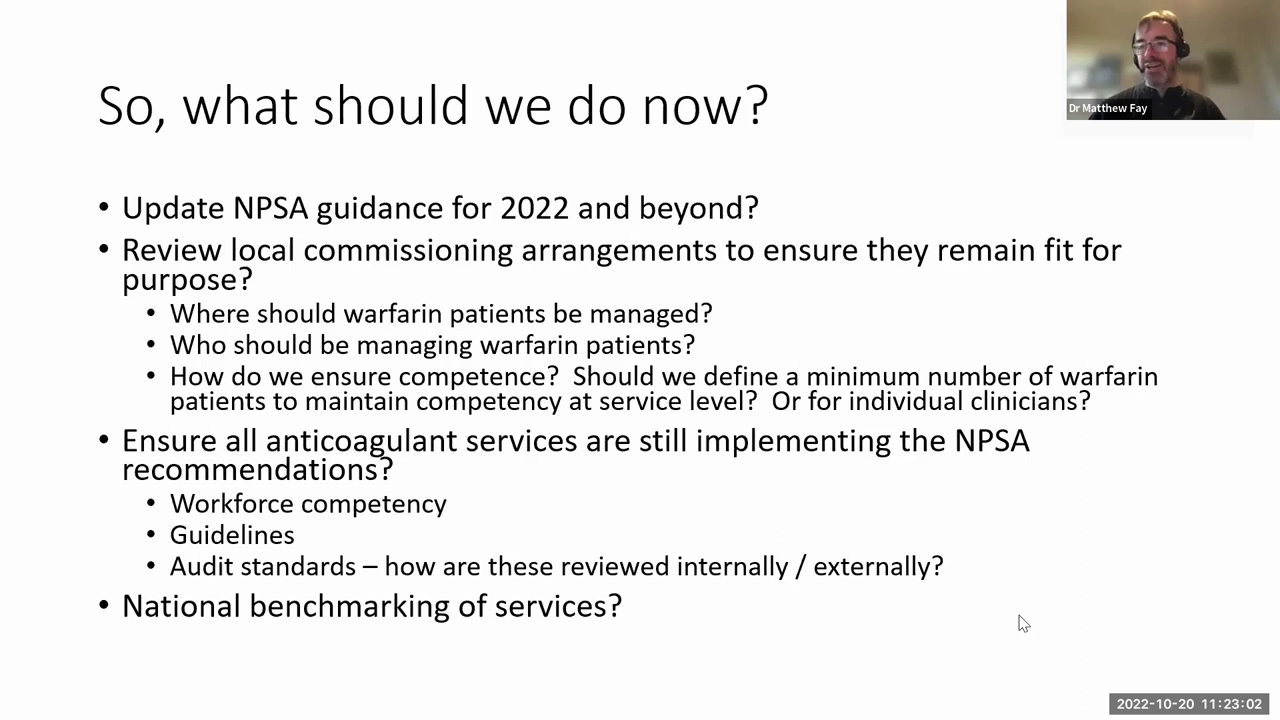 Dr Matthew Fay
So, what should we do now?
• Update NPSA guidance for 2022 and beyond?
• Review local commissioning arrangements to ensure they remain fit for
purpose?
• Where should warfarin patients be managed?
• Who should be managing warfarin patients?
• How do we ensure competence?  Should we define a minimum number of warfarin
patients to maintain competency at service level?  Or for individual clinicians?
• Ensure all anticoagulant services are still implementing the NPSA
recommendations?
• Workforce competency
• Guidelines
• Audit standards – how are these reviewed internally / externally?
• National benchmarking of services?
2022-10-20 11:23:02